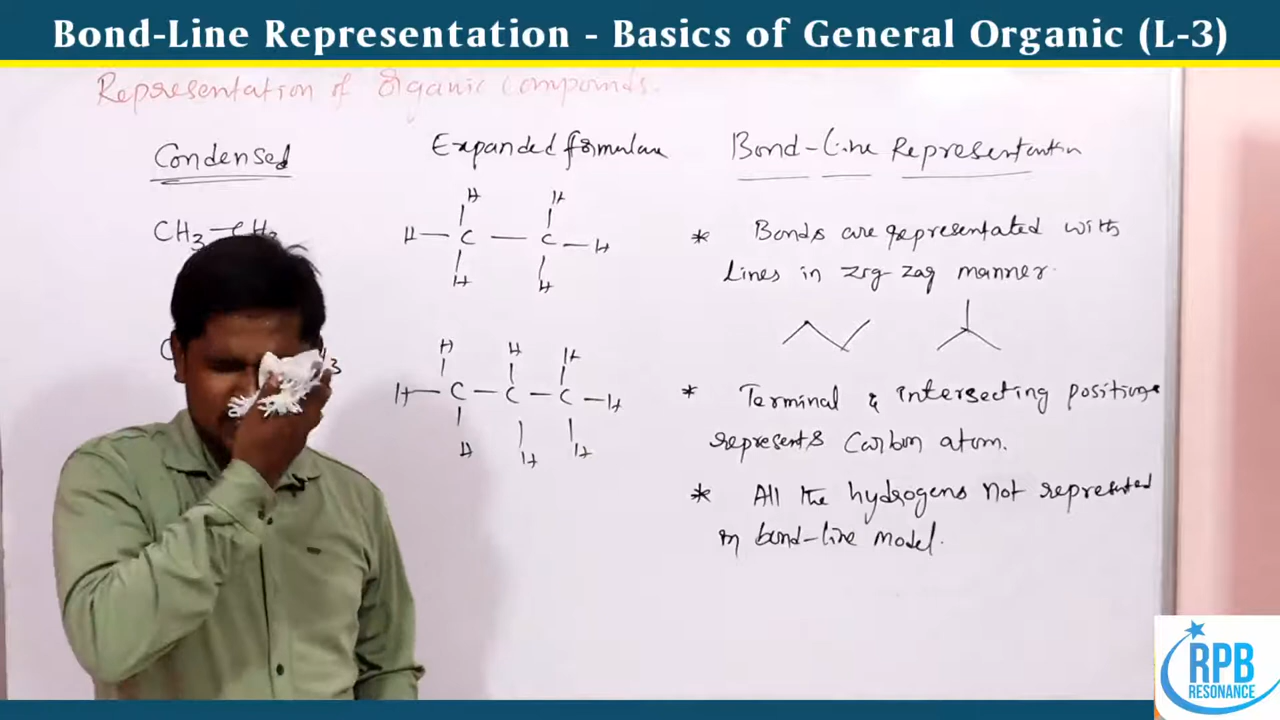 Bond-Line Representation - Basics of General Organic (L-3)
Representation of Organic Compounds.
Condensed
CH3 — CH3
Expanded formulae
H H
H — C — C — H
H H
H H H
H — C — C — C — H
H H H
Bond-line Representation
* Bonds are representated with
lines in zig zag manner.
* Terminal & intersecting positions
represents Carbon atom.
* All the hydrogens not represented
in bond-line model.
RPB
RESONANCE